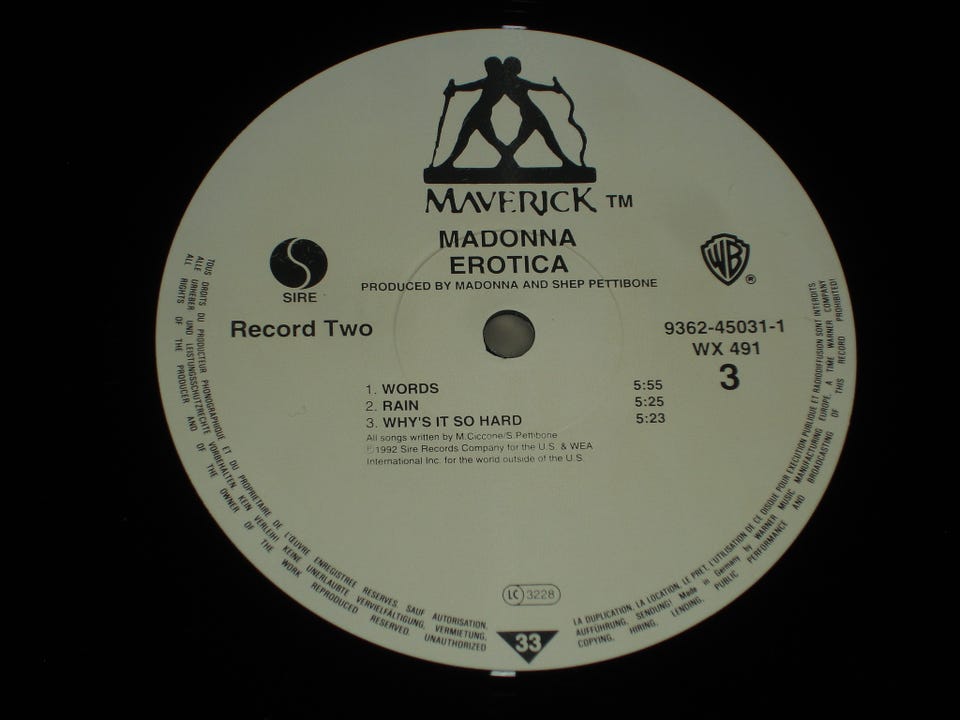 MAVERICK TM
MADONNA
EROTICA
PRODUCED BY MADONNA AND SHEP PETTIBONE
SIRE
WB ®
Record Two
9362-45031-1
WX 491
3
1. WORDS 5:55
2. RAIN 5:25
3. WHY'S IT SO HARD 5:23
All songs written by M.Ciccone/S.Pettibone
℗1992 Sire Records Company for the U.S. & WEA
International Inc. for the world outside of the U.S.
LC 3228
33
TOUS DROITS DU PRODUCTEUR PHONOGRAPHIQUE ET DU PROPRIETAIRE DE L'ŒUVRE ENREGISTREE RESERVES. SAUF AUTORISATION,
ALLE URHEBER UND LEISTUNGSSCHUTZRECHTE VORBEHALTEN KEIN VERLEIH! KEINE UNERLAUBTE VERVIELFÄLTIGUNG, VERMIETUNG,
ALL RIGHTS OF THE PRODUCER AND OF THE OWNER OF THE WORK REPRODUCED RESERVED. UNAUTHORIZED
LA DUPLICATION, LA LOCATION, LE PRET, L'UTILISATION DE CE DISQUE POUR EXECUTION PUBLIQUE ET RADIODIFFUSION SONT INTERDITS.
AUFFÜHRUNG, SENDUNG! Made in Germany by WARNER MUSIC MANUFACTURING EUROPE. A TIME WARNER COMPANY
COPYING, HIRING, LENDING, PUBLIC PERFORMANCE AND BROADCASTING OF THIS RECORD PROHIBITED!